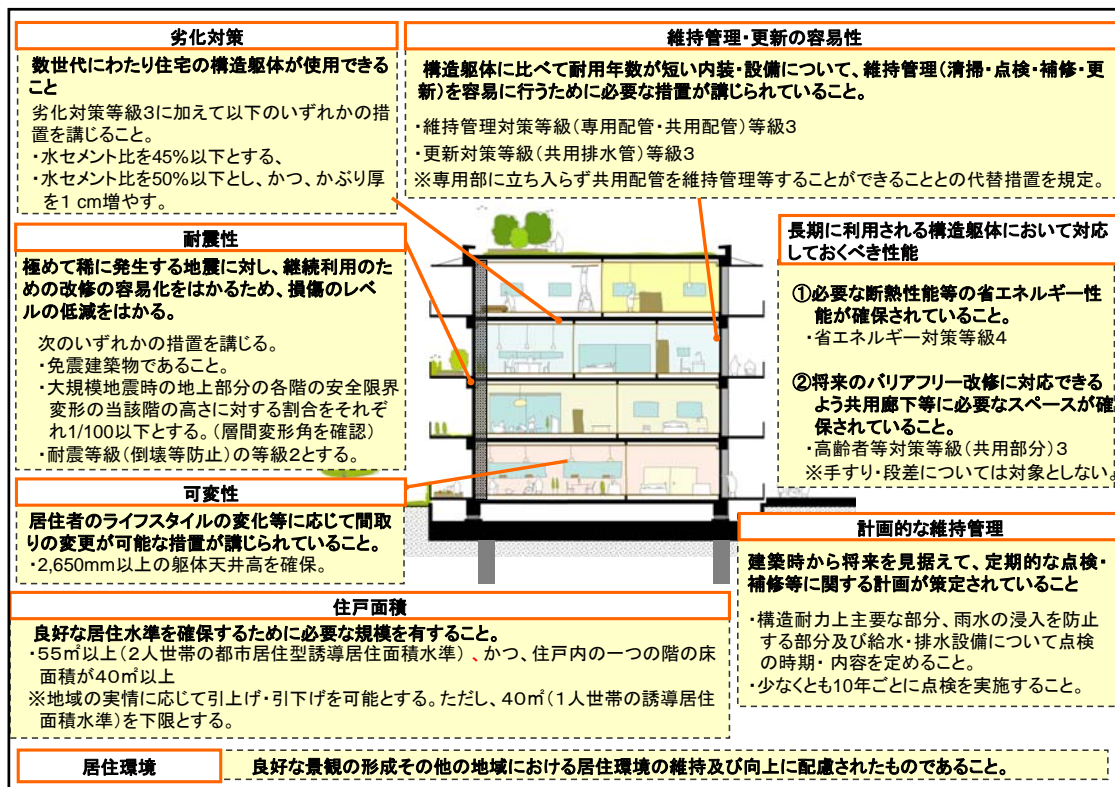 劣化対策
数世代にわたり住宅の構造躯体が使用できる
こと
劣化対策等級3に加えて以下のいずれかの措
置を講じること。
・水セメント比を45%以下とする、
・水セメント比を50%以下とし、かつ、かぶり厚
を1 cm増やす。
維持管理・更新の容易性
構造躯体に比べて耐用年数が短い内装・設備について、維持管理(清掃・点検・補修・更
新)を容易に行うために必要な措置が講じられていること。
・維持管理対策等級(専用配管・共用配管)等級3
・更新対策等級(共用排水管)等級3
※専用部に立ち入らず共用配管を維持管理等することができることとの代替措置を規定。
耐震性
極めて稀に発生する地震に対し、継続利用のた
めの改修の容易化をはかるため、損傷のレベ
ルの低減をはかる。
次のいずれかの措置を講じる。
・免震建築物であること。
・大規模地震時の地上部分の各階の安全限界
変形の当該階の高さに対する割合をそれぞ
れ1/100以下とする。(層間変形角を確認)
・耐震等級(倒壊等防止)の等級2とする。
長期に利用される構造躯体において対応
しておくべき性能
①必要な断熱性能等の省エネルギー性
能が確保されていること。
・省エネルギー対策等級4
②将来のバリアフリー改修に対応できる
よう共用廊下等に必要なスペースが確
保されていること。
・高齢者等対策等級(共用部分)3
※手すり・段差については対象としない。
可変性
居住者のライフスタイルの変化等に応じて間取
りの変更が可能な措置が講じられていること。
・2,650mm以上の躯体天井高を確保。
計画的な維持管理
建築時から将来を見据えて、定期的な点検・
補修等に関する計画が策定されていること
・構造耐力上主要な部分、雨水の浸入を防止
する部分及び給水・排水設備について点検
の時期・ 内容を定めること。
・少なくとも10年ごとに点検を実施すること。
住戸面積
良好な居住水準を確保するために必要な規模を有すること。
・55㎡以上(2人世帯の都市居住型誘導居住面積水準) 、かつ、住戸内の一つの階の床
面積が40㎡以上
※地域の実情に応じて引上げ・引下げを可能とする。ただし、40㎡(1人世帯の誘導居住
面積水準)を下限とする。
居住環境
良好な景観の形成その他の地域における居住環境の維持及び向上に配慮されたものであること。